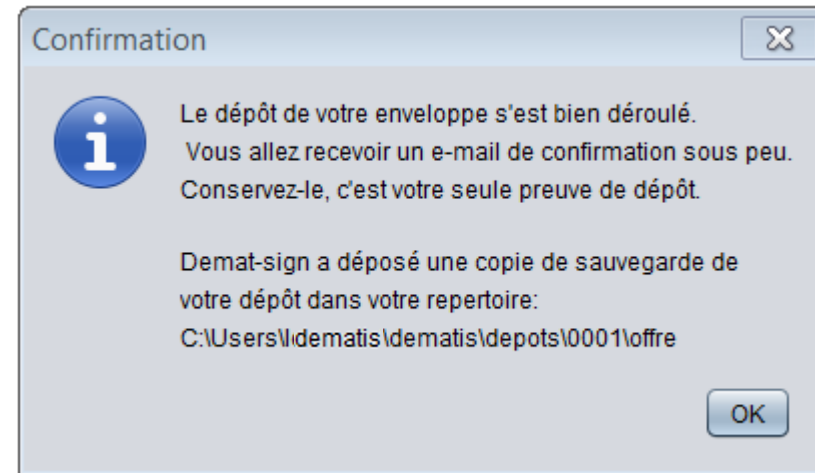 Confirmation
Le dépôt de votre enveloppe s'est bien déroulé.
Vous allez recevoir un e-mail de confirmation sous peu.
Conservez-le, c'est votre seule preuve de dépôt.
Demat-sign a déposé une copie de sauvegarde de
votre dépôt dans votre repertoire:
C:\Users\ldematis\dematis\depots\0001\offre
OK